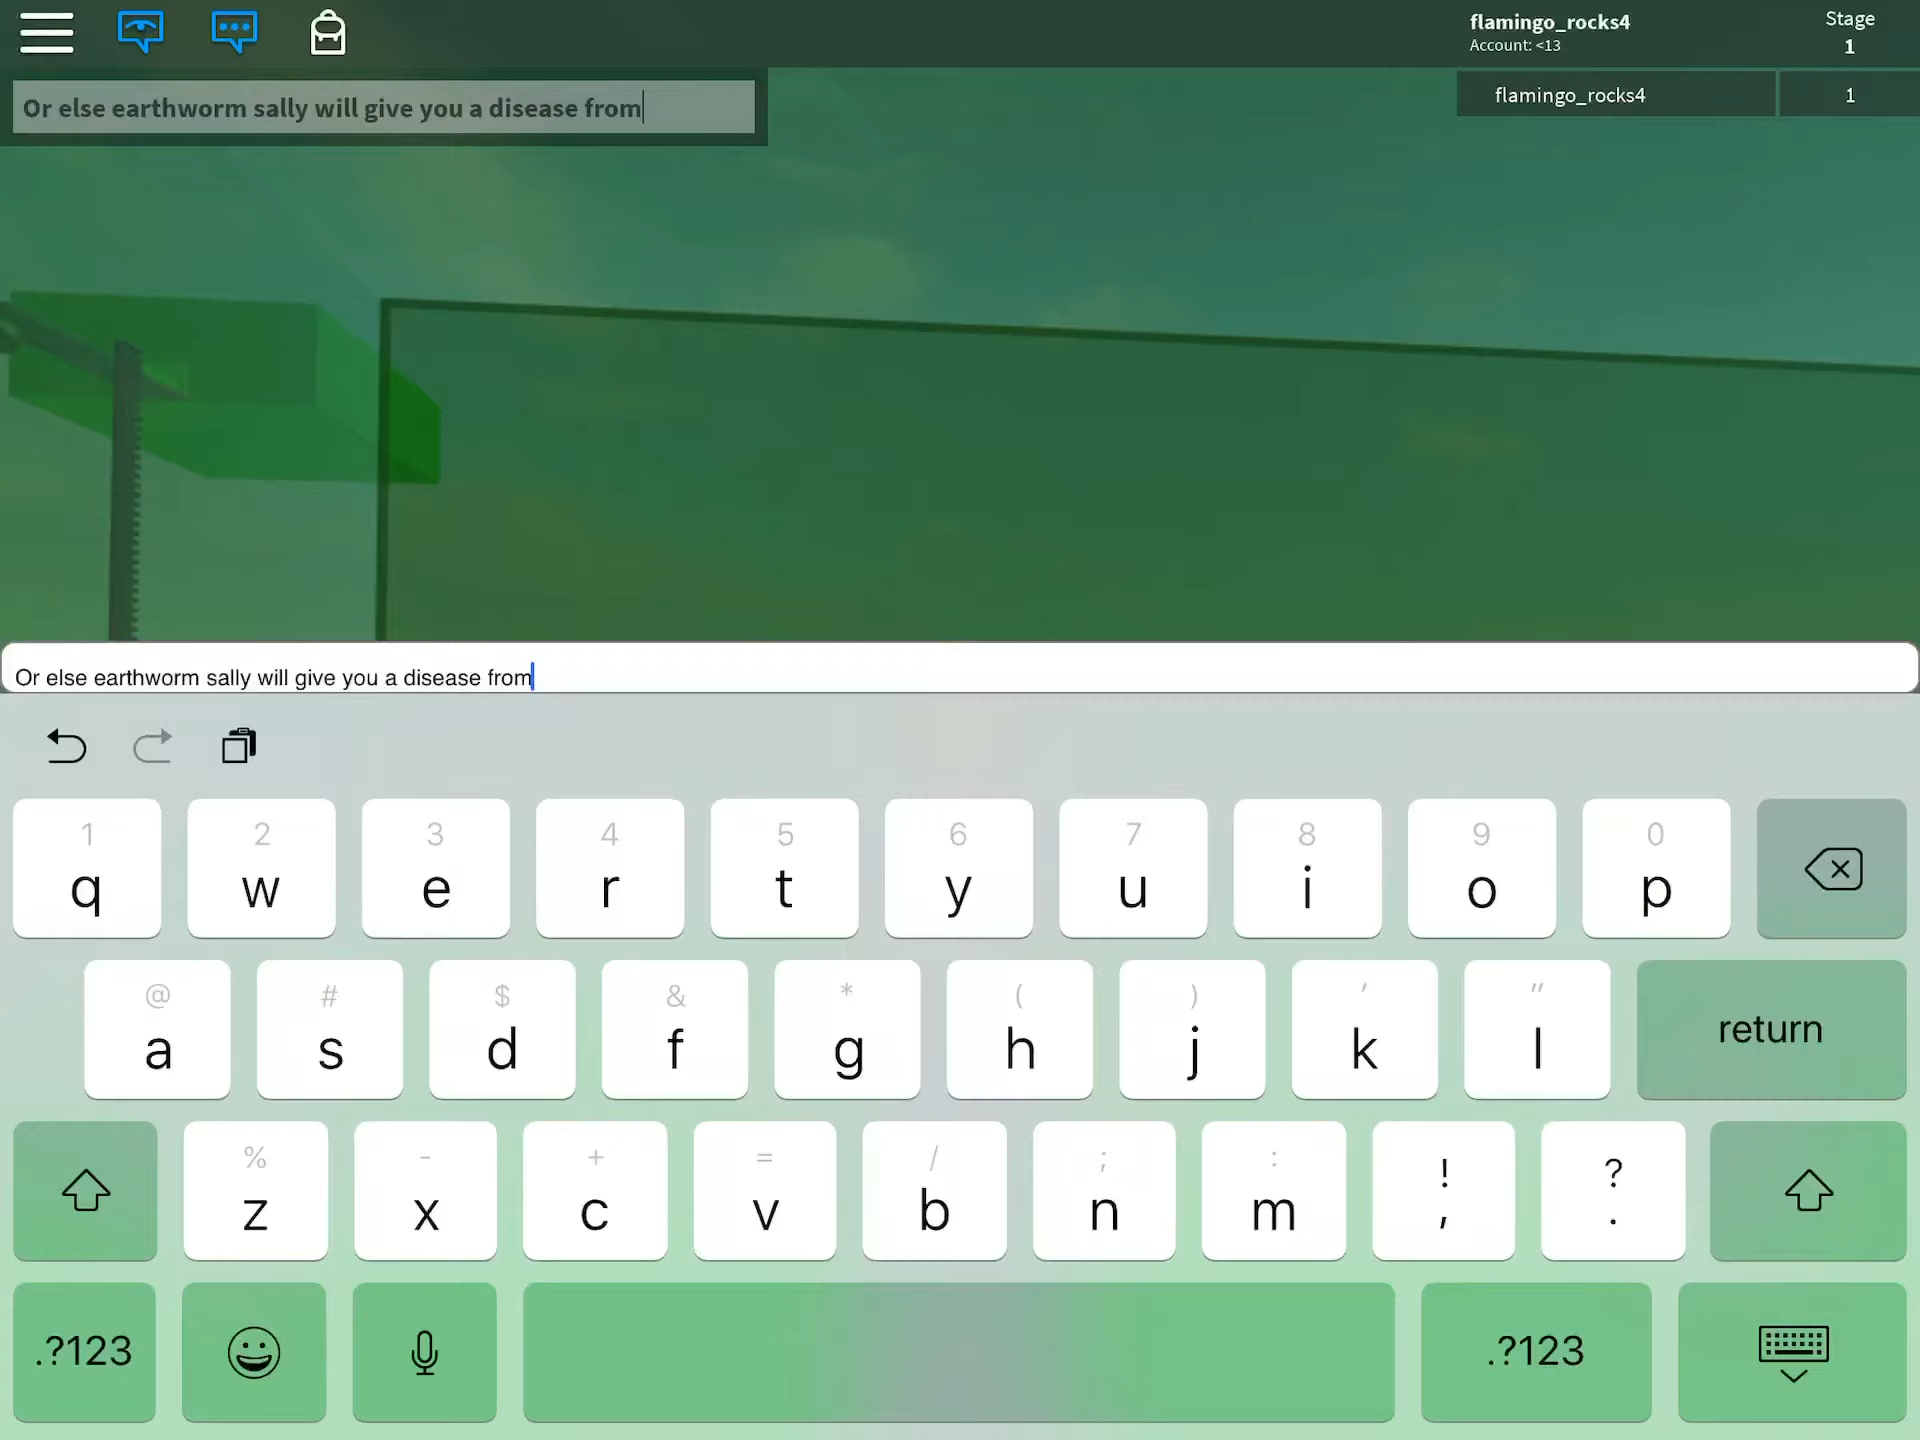 flamingo_rocks4
Account: <13
Stage
1
Or else earthworm sally will give you a disease from
flamingo_rocks4 1
Or else earthworm sally will give you a disease from
1 2 3 4 5 6 7 8 9 0
q w e r t y u i o p
@ # $ & * ( ) ' "
a s d f g h j k l return
% - + = / ; : ! ?
z x c v b n m , .
.?123 .?123